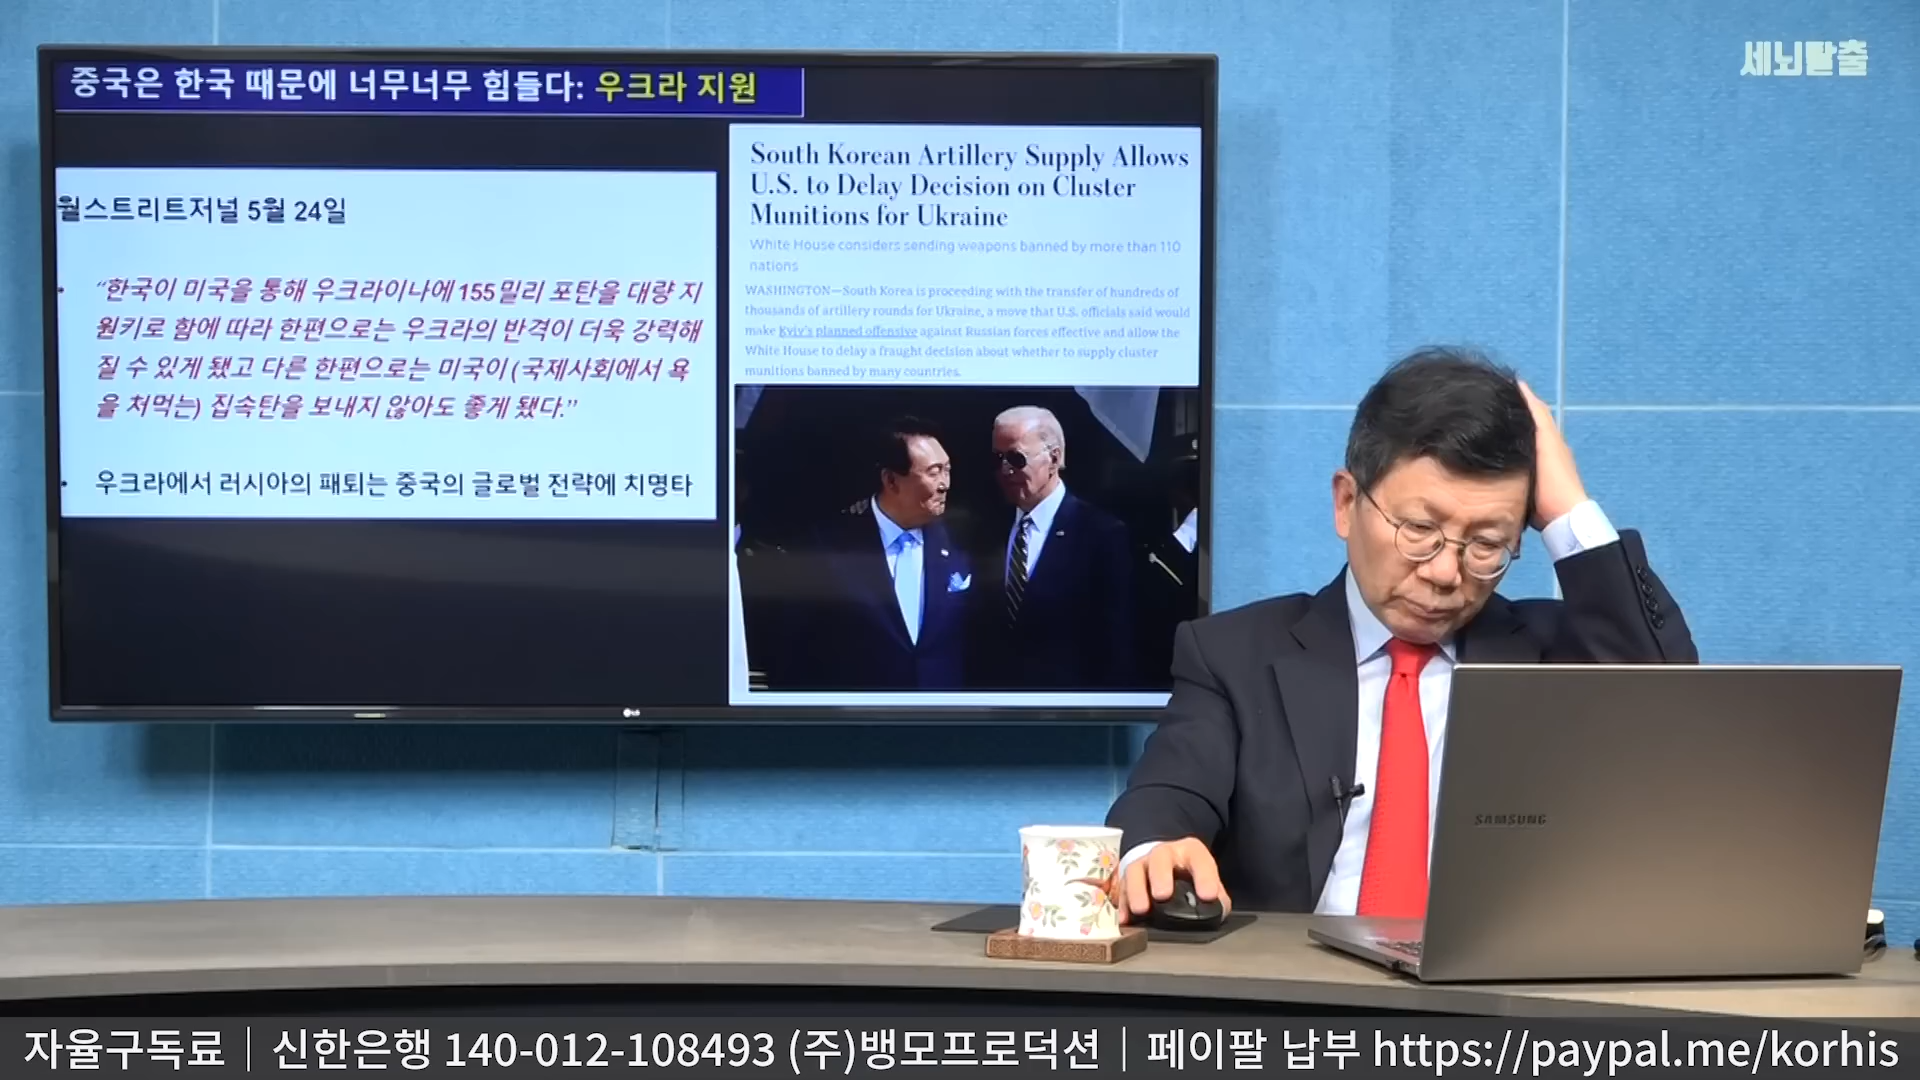 세뇌탈출
중국은 한국 때문에 너무너무 힘들다: 우크라 지원
월스트리트저널 5월 24일
• “한국이 미국을 통해 우크라이나에 155밀리 포탄을 대량 지
원키로 함에 따라 한편으로는 우크라의 반격이 더욱 강력해
질 수 있게 됐고 다른 한편으로는 미국이 (국제사회에서 욕
을 처먹는) 집속탄을 보내지 않아도 좋게 됐다.”
• 우크라에서 러시아의 패퇴는 중국의 글로벌 전략에 치명타
South Korean Artillery Supply Allows
U.S. to Delay Decision on Cluster
Munitions for Ukraine
White House considers sending weapons banned by more than 110
nations
WASHINGTON—South Korea is proceeding with the transfer of hundreds of
thousands of artillery rounds for Ukraine, a move that U.S. officials said would
make Kyiv's planned offensive against Russian forces effective and allow the
White House to delay a fraught decision about whether to supply cluster
munitions banned by many countries.
LG
SAMSUNG
자율구독료｜신한은행 140-012-108493 (주)뱅모프로덕션｜페이팔 납부 https://paypal.me/korhis